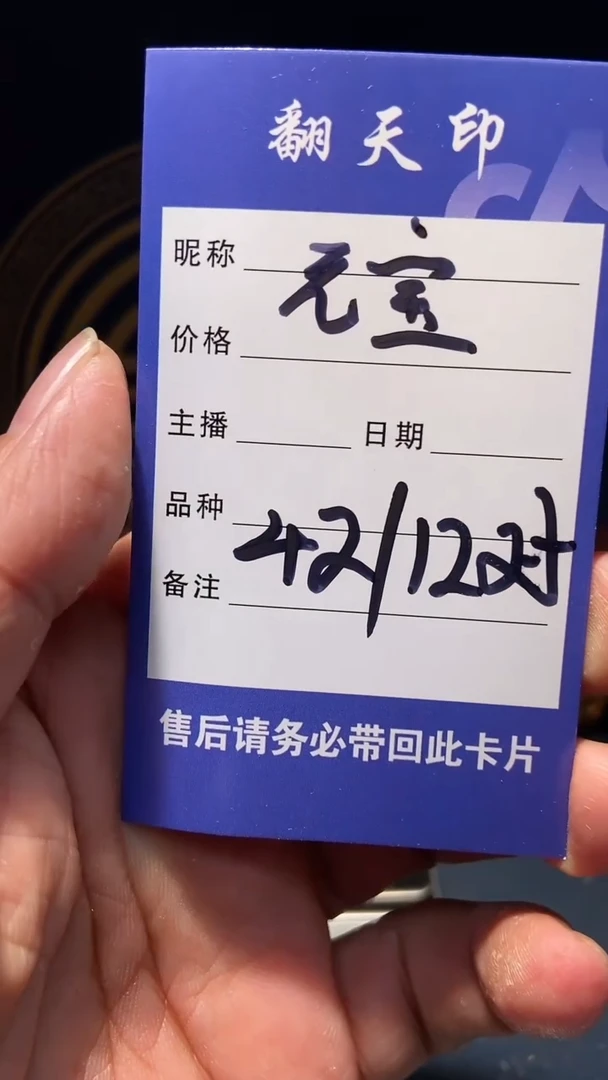 翻天印
昵称 元宝
价格
主播 日期
品种 42/12对
备注
售后请务必带回此卡片